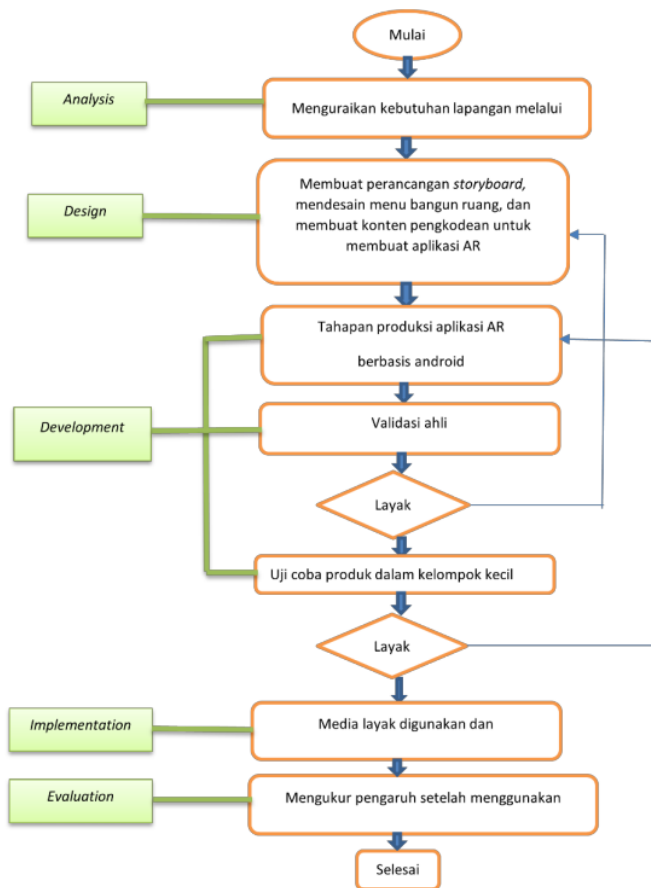 Mulai
Analysis
Menguraikan kebutuhan lapangan melalui
Design
Membuat perancangan storyboard,
mendesain menu bangun ruang, dan
membuat konten pengkodean untuk
membuat aplikasi AR
Tahapan produksi aplikasi AR
berbasis android
Development
Validasi ahli
Layak
Uji coba produk dalam kelompok kecil
Layak
Implementation
Media layak digunakan dan
Evaluation
Mengukur pengaruh setelah menggunakan
Selesai